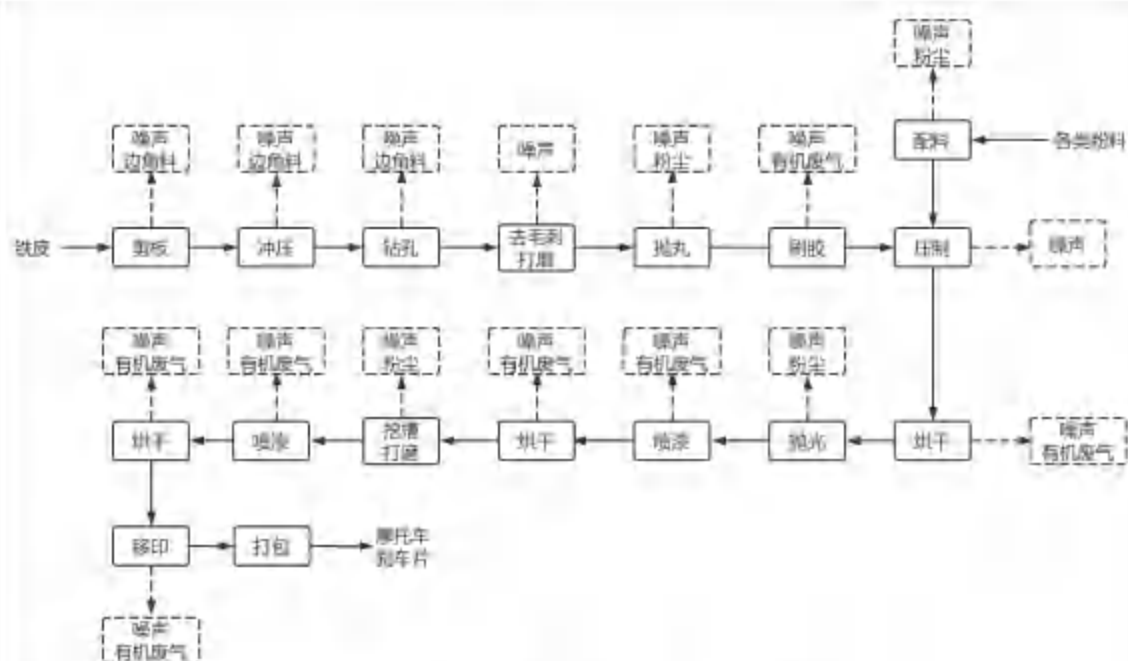 噪声
粉尘
噪声
边角料
噪声
边角料
噪声
边角料
噪声
噪声
粉尘
噪声
有机废气
配料
各类粉料
铁皮
剪板
冲压
钻孔
去毛刺
打磨
抛丸
刷胶
压制
噪声
噪声
有机废气
噪声
有机废气
噪声
粉尘
噪声
有机废气
噪声
有机废气
噪声
粉尘
烘干
喷漆
挖槽
打磨
烘干
喷漆
抛光
烘干
噪声
有机废气
移印
打包
摩托车
刹车片
噪声
有机废气